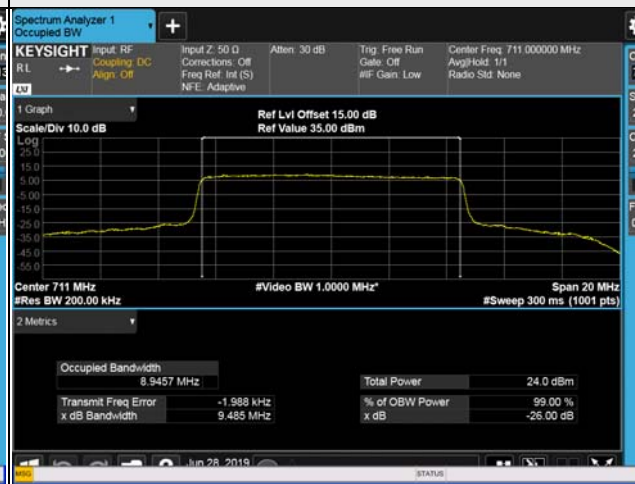 Spectrum Analyzer 1
Occupied BW
+
KEYSIGHT
RL
LXI
Input: RF
Coupling: DC
Align: Off
Input Z: 50 Ω
Corrections: Off
Freq Ref: Int (S)
NFE: Adaptive
Atten: 30 dB
Trig: Free Run
Gate: Off
#IF Gain: Low
Center Freq: 711.000000 MHz
Avg|Hold: 1/1
Radio Std: None
1 Graph
Scale/Div 10.0 dB
Ref Lvl Offset 15.00 dB
Ref Value 35.00 dBm
Log
25.0
15.0
5.00
-5.00
-15.0
-25.0
-35.0
-45.0
-55.0
Center 711 MHz
#Video BW 1.0000 MHz*
Span 20 MHz
#Res BW 200.00 kHz
#Sweep 300 ms (1001 pts)
2 Metrics
Occupied Bandwidth
8.9457 MHz
Total Power 24.0 dBm
Transmit Freq Error -1.988 kHz
% of OBW Power 99.00 %
x dB Bandwidth 9.485 MHz
x dB -26.00 dB
Jun 28, 2019
MSG
STATUS